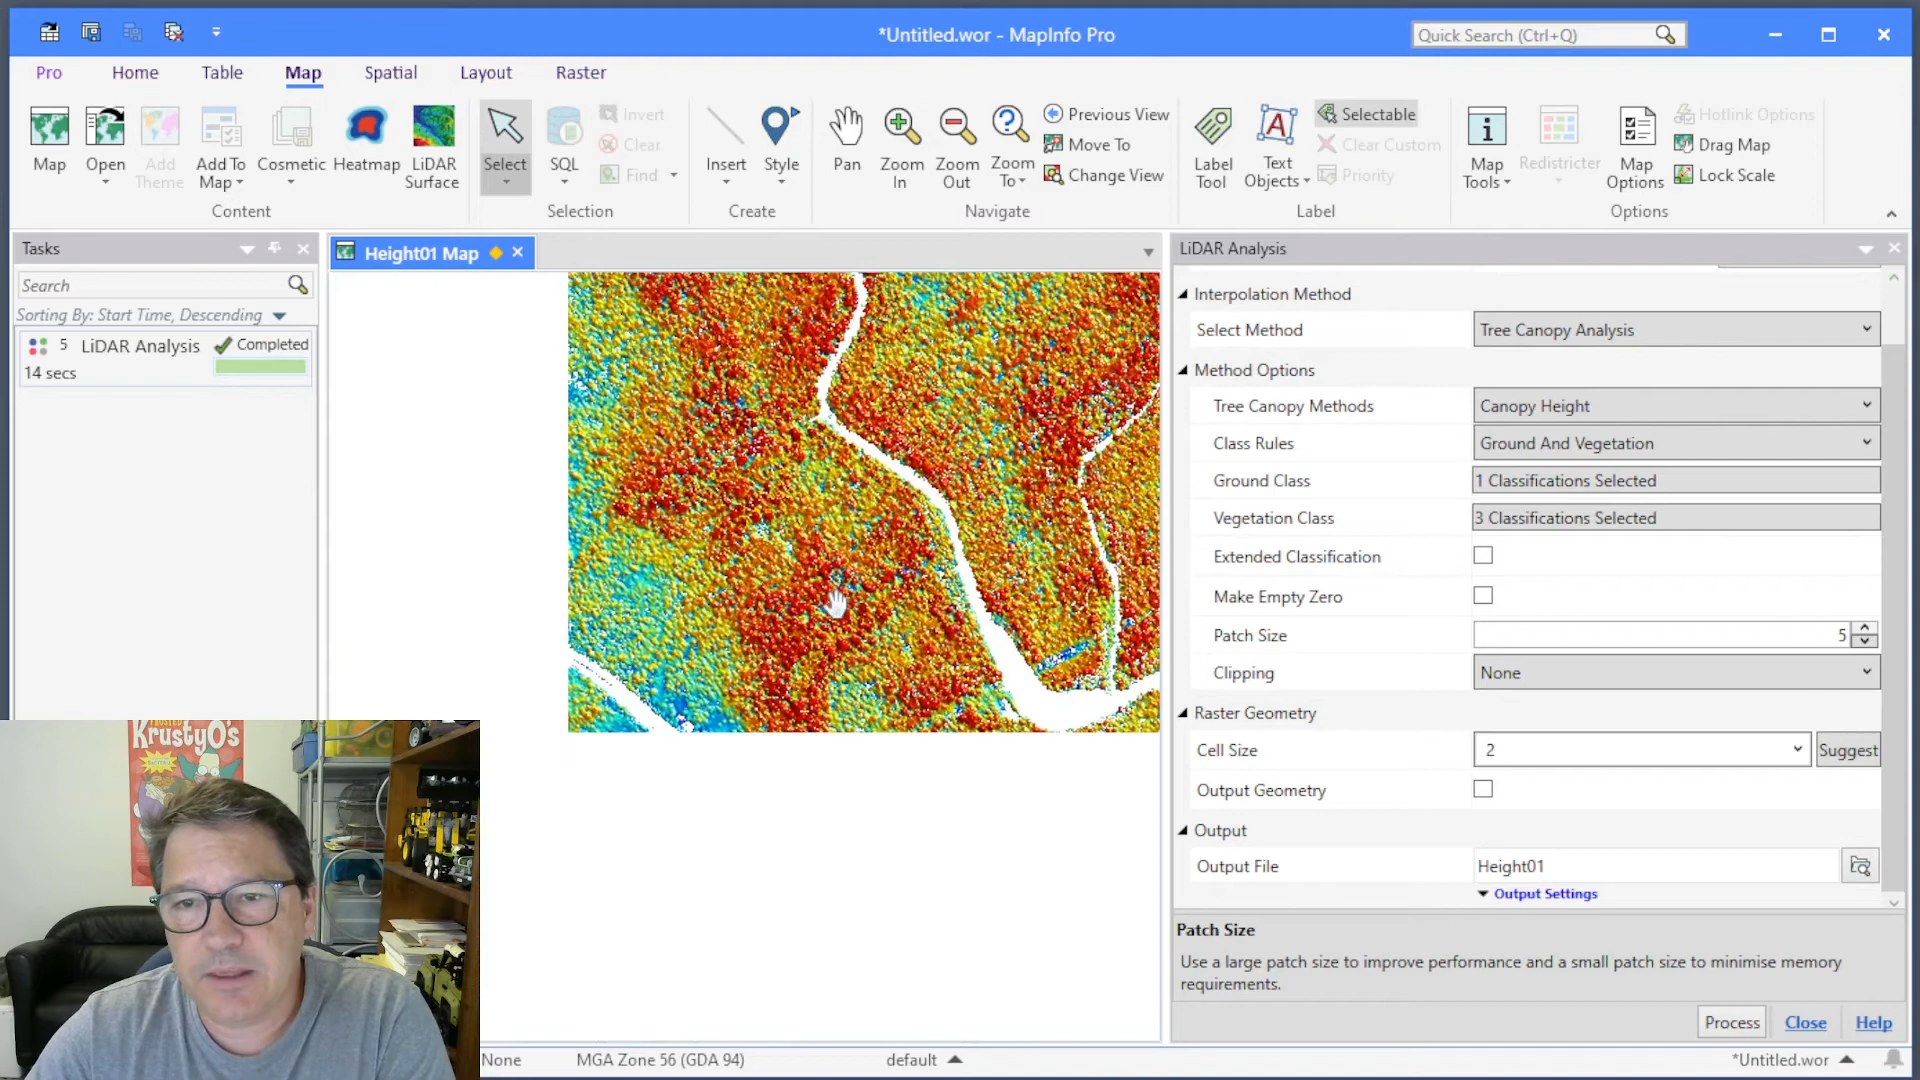 *Untitled.wor - MapInfo Pro
Quick Search (Ctrl+Q)
Pro Home Table Map Spatial Layout Raster
Map
Open
Add Theme
Add To Map
Cosmetic
Heatmap
LiDAR Surface
Content
Select
SQL
Invert
Clear
Find
Selection
Insert
Style
Create
Pan
Zoom In
Zoom Out
Zoom To
Previous View
Move To
Change View
Navigate
Label Tool
Text Objects
Selectable
Clear Custom
Priority
Label
Map Tools
Redistricter
Map Options
Hotlink Options
Drag Map
Lock Scale
Options
Tasks
Search
Sorting By: Start Time, Descending
5 LiDAR Analysis Completed
14 secs
Height01 Map
LiDAR Analysis
Interpolation Method
Select Method Tree Canopy Analysis
Method Options
Tree Canopy Methods Canopy Height
Class Rules Ground And Vegetation
Ground Class 1 Classifications Selected
Vegetation Class 3 Classifications Selected
Extended Classification
Make Empty Zero
Patch Size 5
Clipping None
Raster Geometry
Cell Size 2 Suggest
Output Geometry
Output
Output File Height01
Output Settings
Patch Size
Use a large patch size to improve performance and a small patch size to minimise memory
requirements.
Process Close Help
KrustyO's
None MGA Zone 56 (GDA 94) default *Untitled.wor